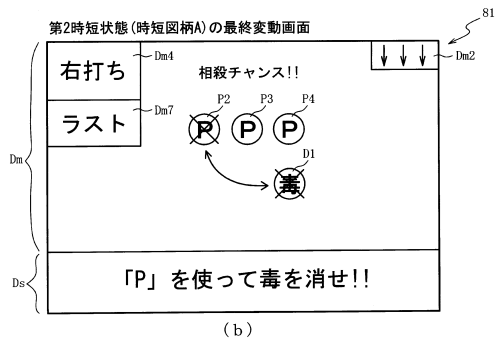 第2時短状態(時短図柄A)の最終変動画面
81
右打ち
Dm4
Dm2
相殺チャンス!!
ラスト
Dm7
P2
P3
P4
P
P
P
Dm
D1
毒
Ds
「P」を使って毒を消せ!!
(b)